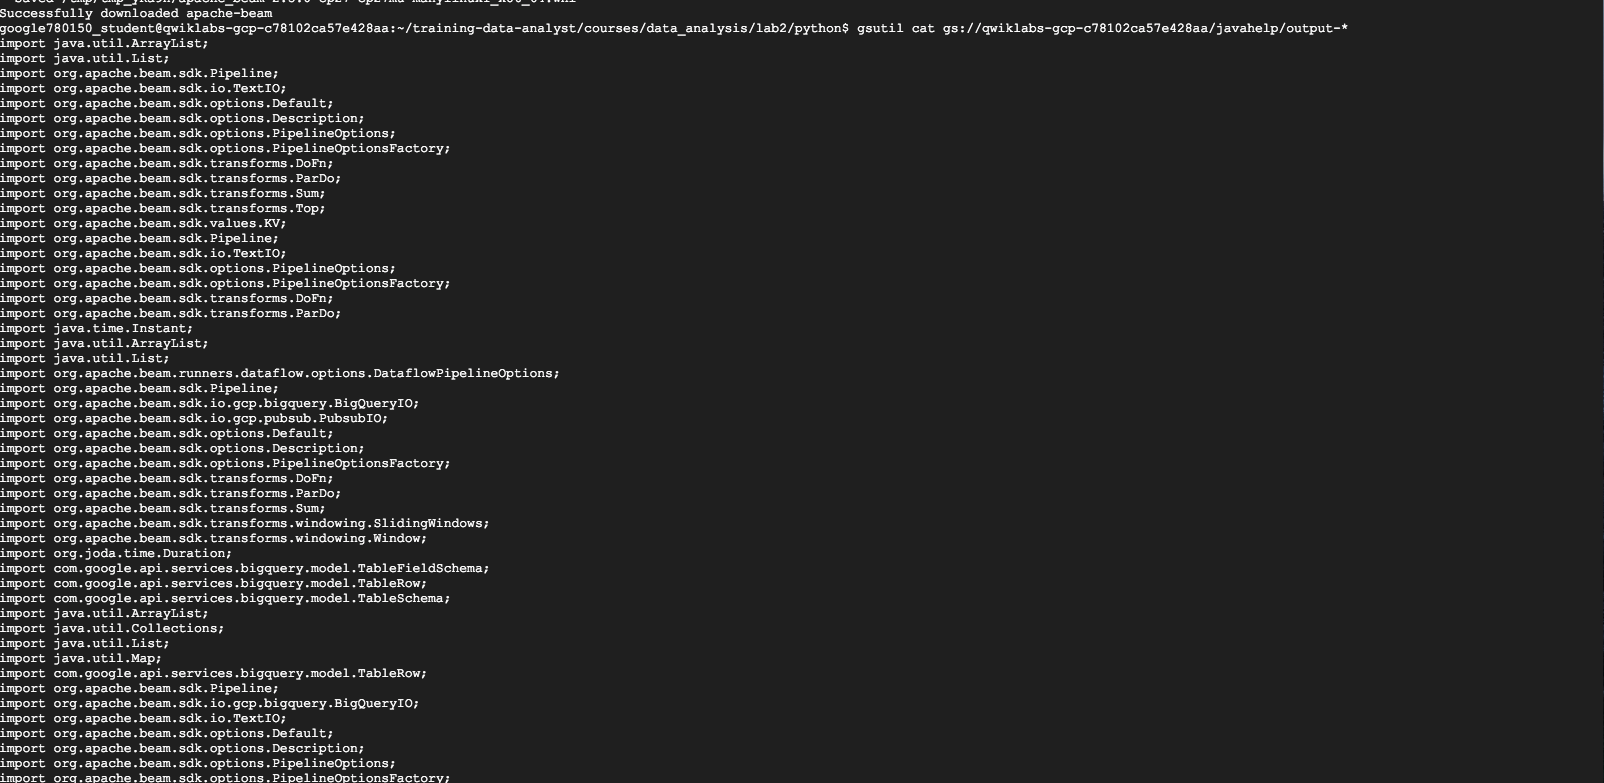 Successfully downloaded apache-beam
google780150_student@qwiklabs-gcp-c78102ca57e428aa:~/training-data-analyst/courses/data_analysis/lab2/python$ gsutil cat gs://qwiklabs-gcp-c78102ca57e428aa/javahelp/output-*
import java.util.ArrayList;
import java.util.List;
import org.apache.beam.sdk.Pipeline;
import org.apache.beam.sdk.io.TextIO;
import org.apache.beam.sdk.options.Default;
import org.apache.beam.sdk.options.Description;
import org.apache.beam.sdk.options.PipelineOptions;
import org.apache.beam.sdk.options.PipelineOptionsFactory;
import org.apache.beam.sdk.transforms.DoFn;
import org.apache.beam.sdk.transforms.ParDo;
import org.apache.beam.sdk.transforms.Sum;
import org.apache.beam.sdk.transforms.Top;
import org.apache.beam.sdk.values.KV;
import org.apache.beam.sdk.Pipeline;
import org.apache.beam.sdk.io.TextIO;
import org.apache.beam.sdk.options.PipelineOptions;
import org.apache.beam.sdk.options.PipelineOptionsFactory;
import org.apache.beam.sdk.transforms.DoFn;
import org.apache.beam.sdk.transforms.ParDo;
import java.time.Instant;
import java.util.ArrayList;
import java.util.List;
import org.apache.beam.runners.dataflow.options.DataflowPipelineOptions;
import org.apache.beam.sdk.Pipeline;
import org.apache.beam.sdk.io.gcp.bigquery.BigQueryIO;
import org.apache.beam.sdk.io.gcp.pubsub.PubsubIO;
import org.apache.beam.sdk.options.Default;
import org.apache.beam.sdk.options.Description;
import org.apache.beam.sdk.options.PipelineOptionsFactory;
import org.apache.beam.sdk.transforms.DoFn;
import org.apache.beam.sdk.transforms.ParDo;
import org.apache.beam.sdk.transforms.Sum;
import org.apache.beam.sdk.transforms.windowing.SlidingWindows;
import org.apache.beam.sdk.transforms.windowing.Window;
import org.joda.time.Duration;
import com.google.api.services.bigquery.model.TableFieldSchema;
import com.google.api.services.bigquery.model.TableRow;
import com.google.api.services.bigquery.model.TableSchema;
import java.util.ArrayList;
import java.util.Collections;
import java.util.List;
import java.util.Map;
import com.google.api.services.bigquery.model.TableRow;
import org.apache.beam.sdk.Pipeline;
import org.apache.beam.sdk.io.gcp.bigquery.BigQueryIO;
import org.apache.beam.sdk.io.TextIO;
import org.apache.beam.sdk.options.Default;
import org.apache.beam.sdk.options.Description;
import org.apache.beam.sdk.options.PipelineOptions;
import org.apache.beam.sdk.options.PipelineOptionsFactory;